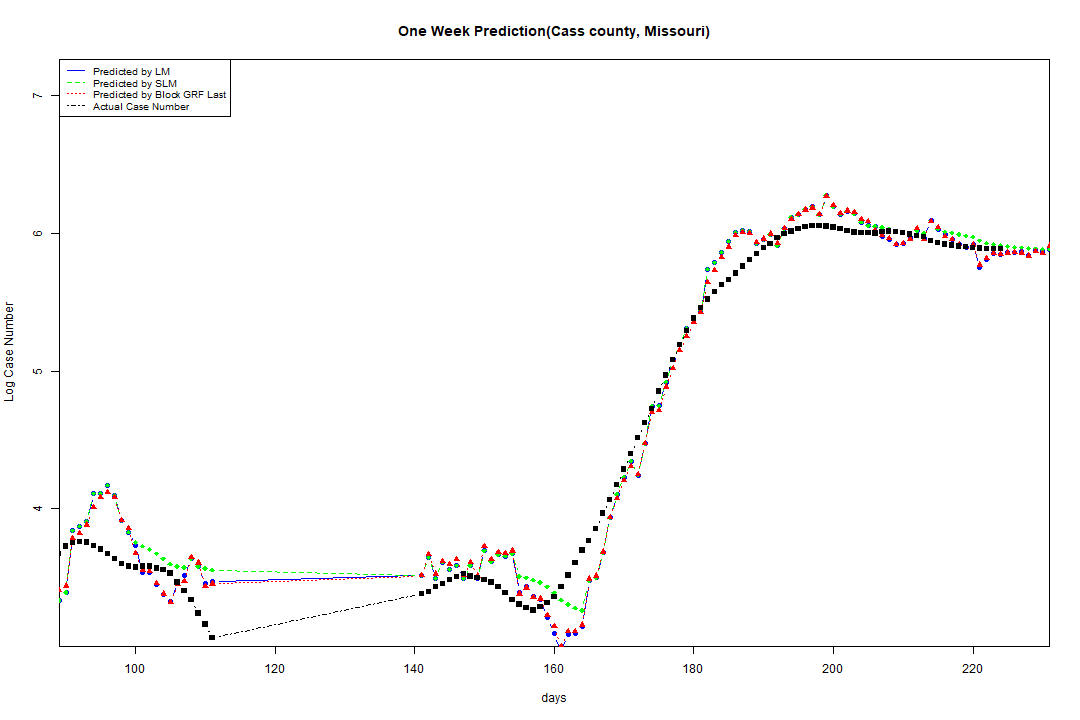 One Week Prediction(Cass county, Missouri)
Predicted by LM
Predicted by SLM
Predicted by Block GRF Last
Actual Case Number
7
6
5
4
Log Case Number
100 120 140 160 180 200 220
days